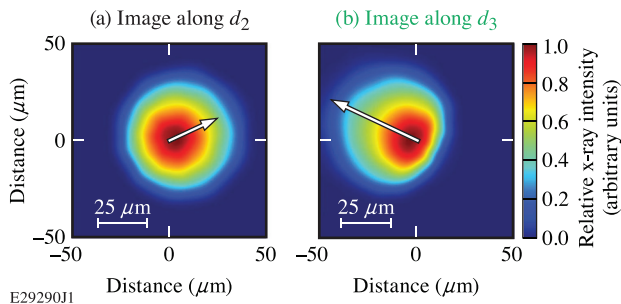 (a) Image along d2
(b) Image along d3
50
0
−50
Distance (μm)
25 μm
25 μm
−50
0
50
−50
0
50
Distance (μm)
Distance (μm)
1.0
0.8
0.6
0.4
0.2
0.0
Relative x-ray intensity
(arbitrary units)
E29290J1